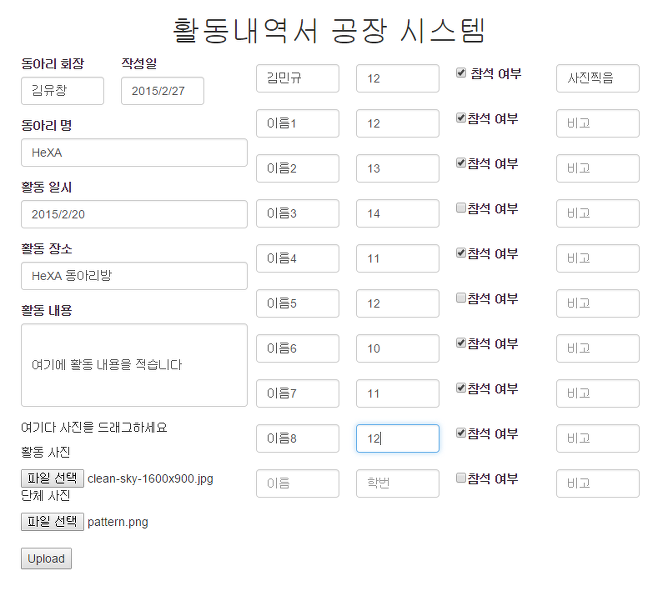 활동내역서 공장 시스템
동아리 회장 작성일
김유창 2015/2/27
동아리 명
HeXA
활동 일시
2015/2/20
활동 장소
HeXA 동아리방
활동 내용
여기에 활동 내용을 적습니다
여기다 사진을 드래그하세요
활동 사진
파일 선택 clean-sky-1600x900.jpg
단체 사진
파일 선택 pattern.png
Upload
김민규 12 참석 여부 사진찍음
이름1 12 참석 여부 비고
이름2 13 참석 여부 비고
이름3 14 참석 여부 비고
이름4 11 참석 여부 비고
이름5 12 참석 여부 비고
이름6 10 참석 여부 비고
이름7 11 참석 여부 비고
이름8 12 참석 여부 비고
이름 학번 참석 여부 비고